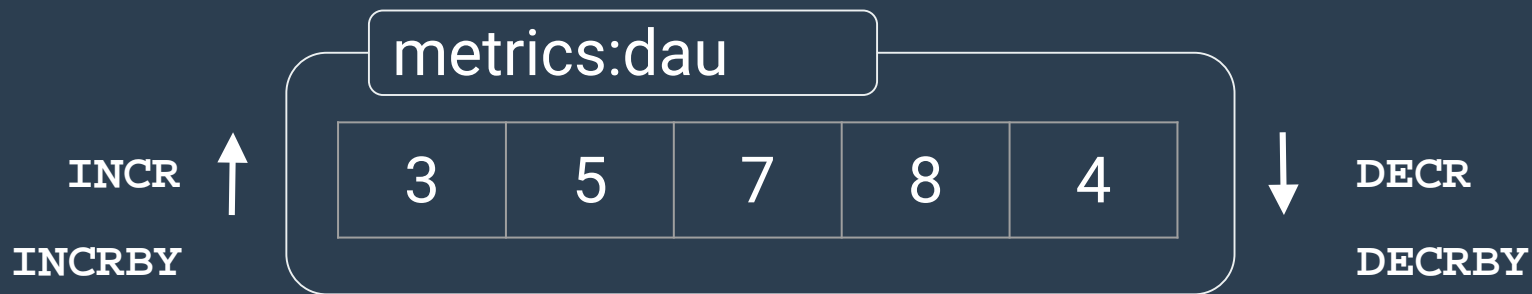 metrics:dau
INCR
3 5 7 8 4
DECR
INCRBY
DECRBY